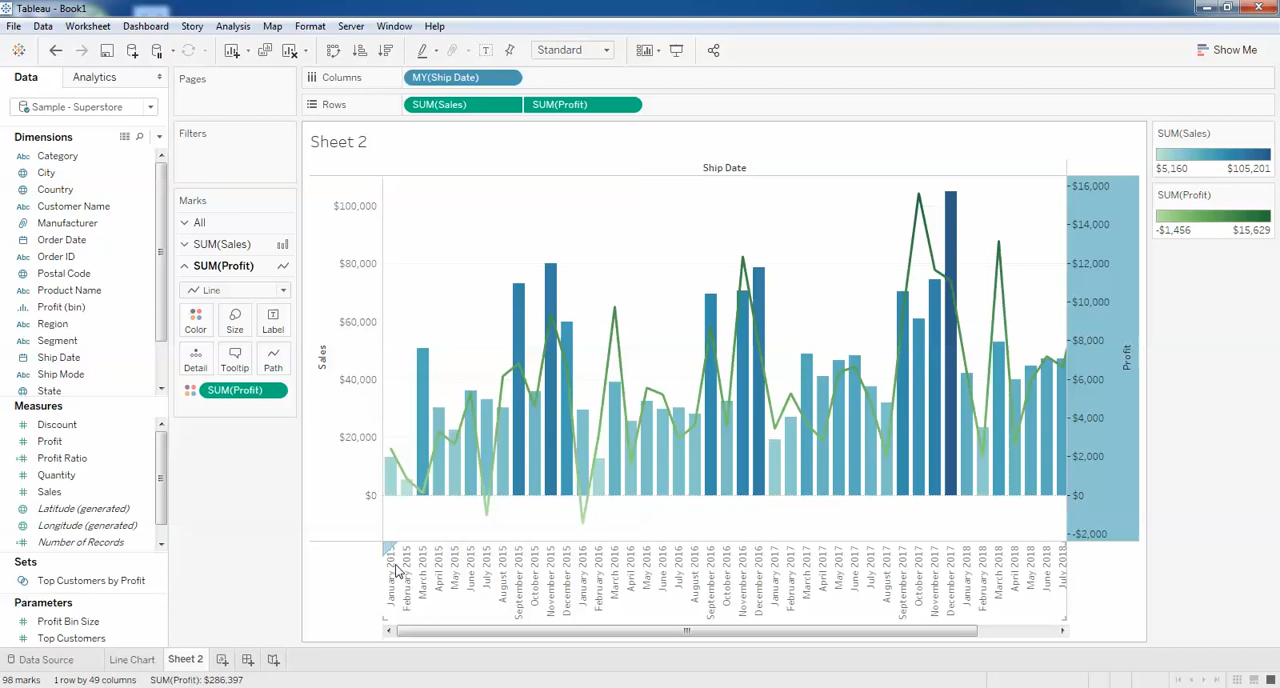 Tableau - Book1
File Data Worksheet Dashboard Story Analysis Map Format Server Window Help
Standard
Show Me
Data Analytics
Sample - Superstore
Dimensions
Abc Category
City
Country
Abc Customer Name
Manufacturer
Order Date
Abc Order ID
Postal Code
Abc Product Name
Profit (bin)
Abc Region
Abc Segment
Ship Date
Abc Ship Mode
State
Measures
Discount
Profit
Profit Ratio
Quantity
Sales
Latitude (generated)
Longitude (generated)
Number of Records
Sets
Top Customers by Profit
Parameters
Profit Bin Size
Top Customers
Pages
Filters
Marks
All
SUM(Sales)
SUM(Profit)
Line
Color Size Label
Detail Tooltip Path
SUM(Profit)
Columns MY(Ship Date)
Rows SUM(Sales) SUM(Profit)
Sheet 2
Ship Date
Sales
$100,000
$80,000
$60,000
$40,000
$20,000
$0
$16,000
$14,000
$12,000
$10,000
$8,000
$6,000
$4,000
$2,000
$0
-$2,000
Profit
January 2015
February 2015
March 2015
April 2015
May 2015
June 2015
July 2015
August 2015
September 2015
October 2015
November 2015
December 2015
January 2016
February 2016
March 2016
April 2016
May 2016
June 2016
July 2016
August 2016
September 2016
October 2016
November 2016
December 2016
January 2017
February 2017
March 2017
April 2017
May 2017
June 2017
July 2017
August 2017
September 2017
October 2017
November 2017
December 2017
January 2018
February 2018
March 2018
April 2018
May 2018
June 2018
July 2018
SUM(Sales)
$5,160 $105,201
SUM(Profit)
-$1,456 $15,629
Data Source Line Chart Sheet 2
98 marks 1 row by 49 columns SUM(Profit): $286,397